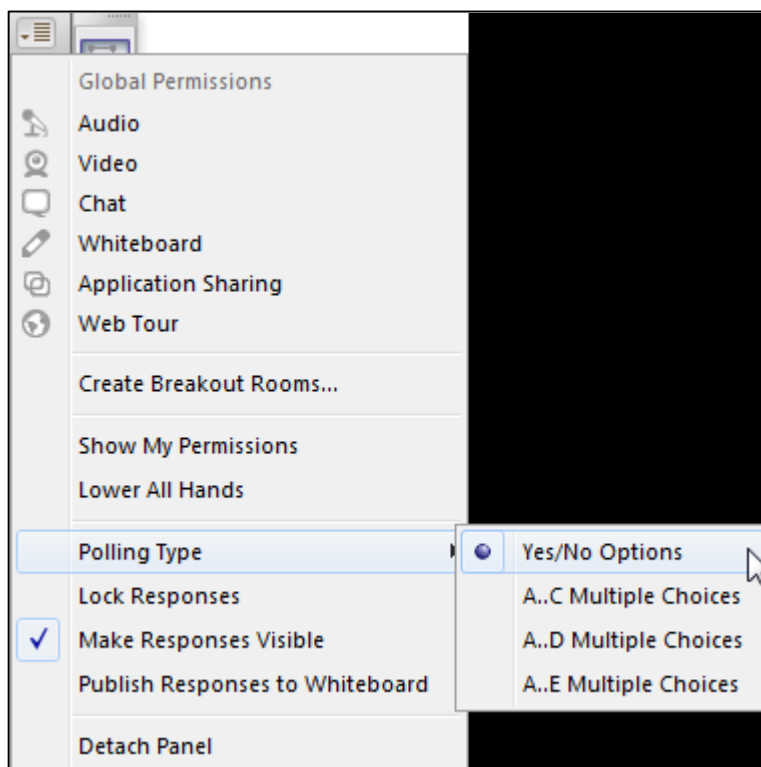 Global Permissions
Audio
Video
Chat
Whiteboard
Application Sharing
Web Tour
Create Breakout Rooms...
Show My Permissions
Lower All Hands
Polling Type
Yes/No Options
Lock Responses
A..C Multiple Choices
Make Responses Visible
A..D Multiple Choices
Publish Responses to Whiteboard
A..E Multiple Choices
Detach Panel